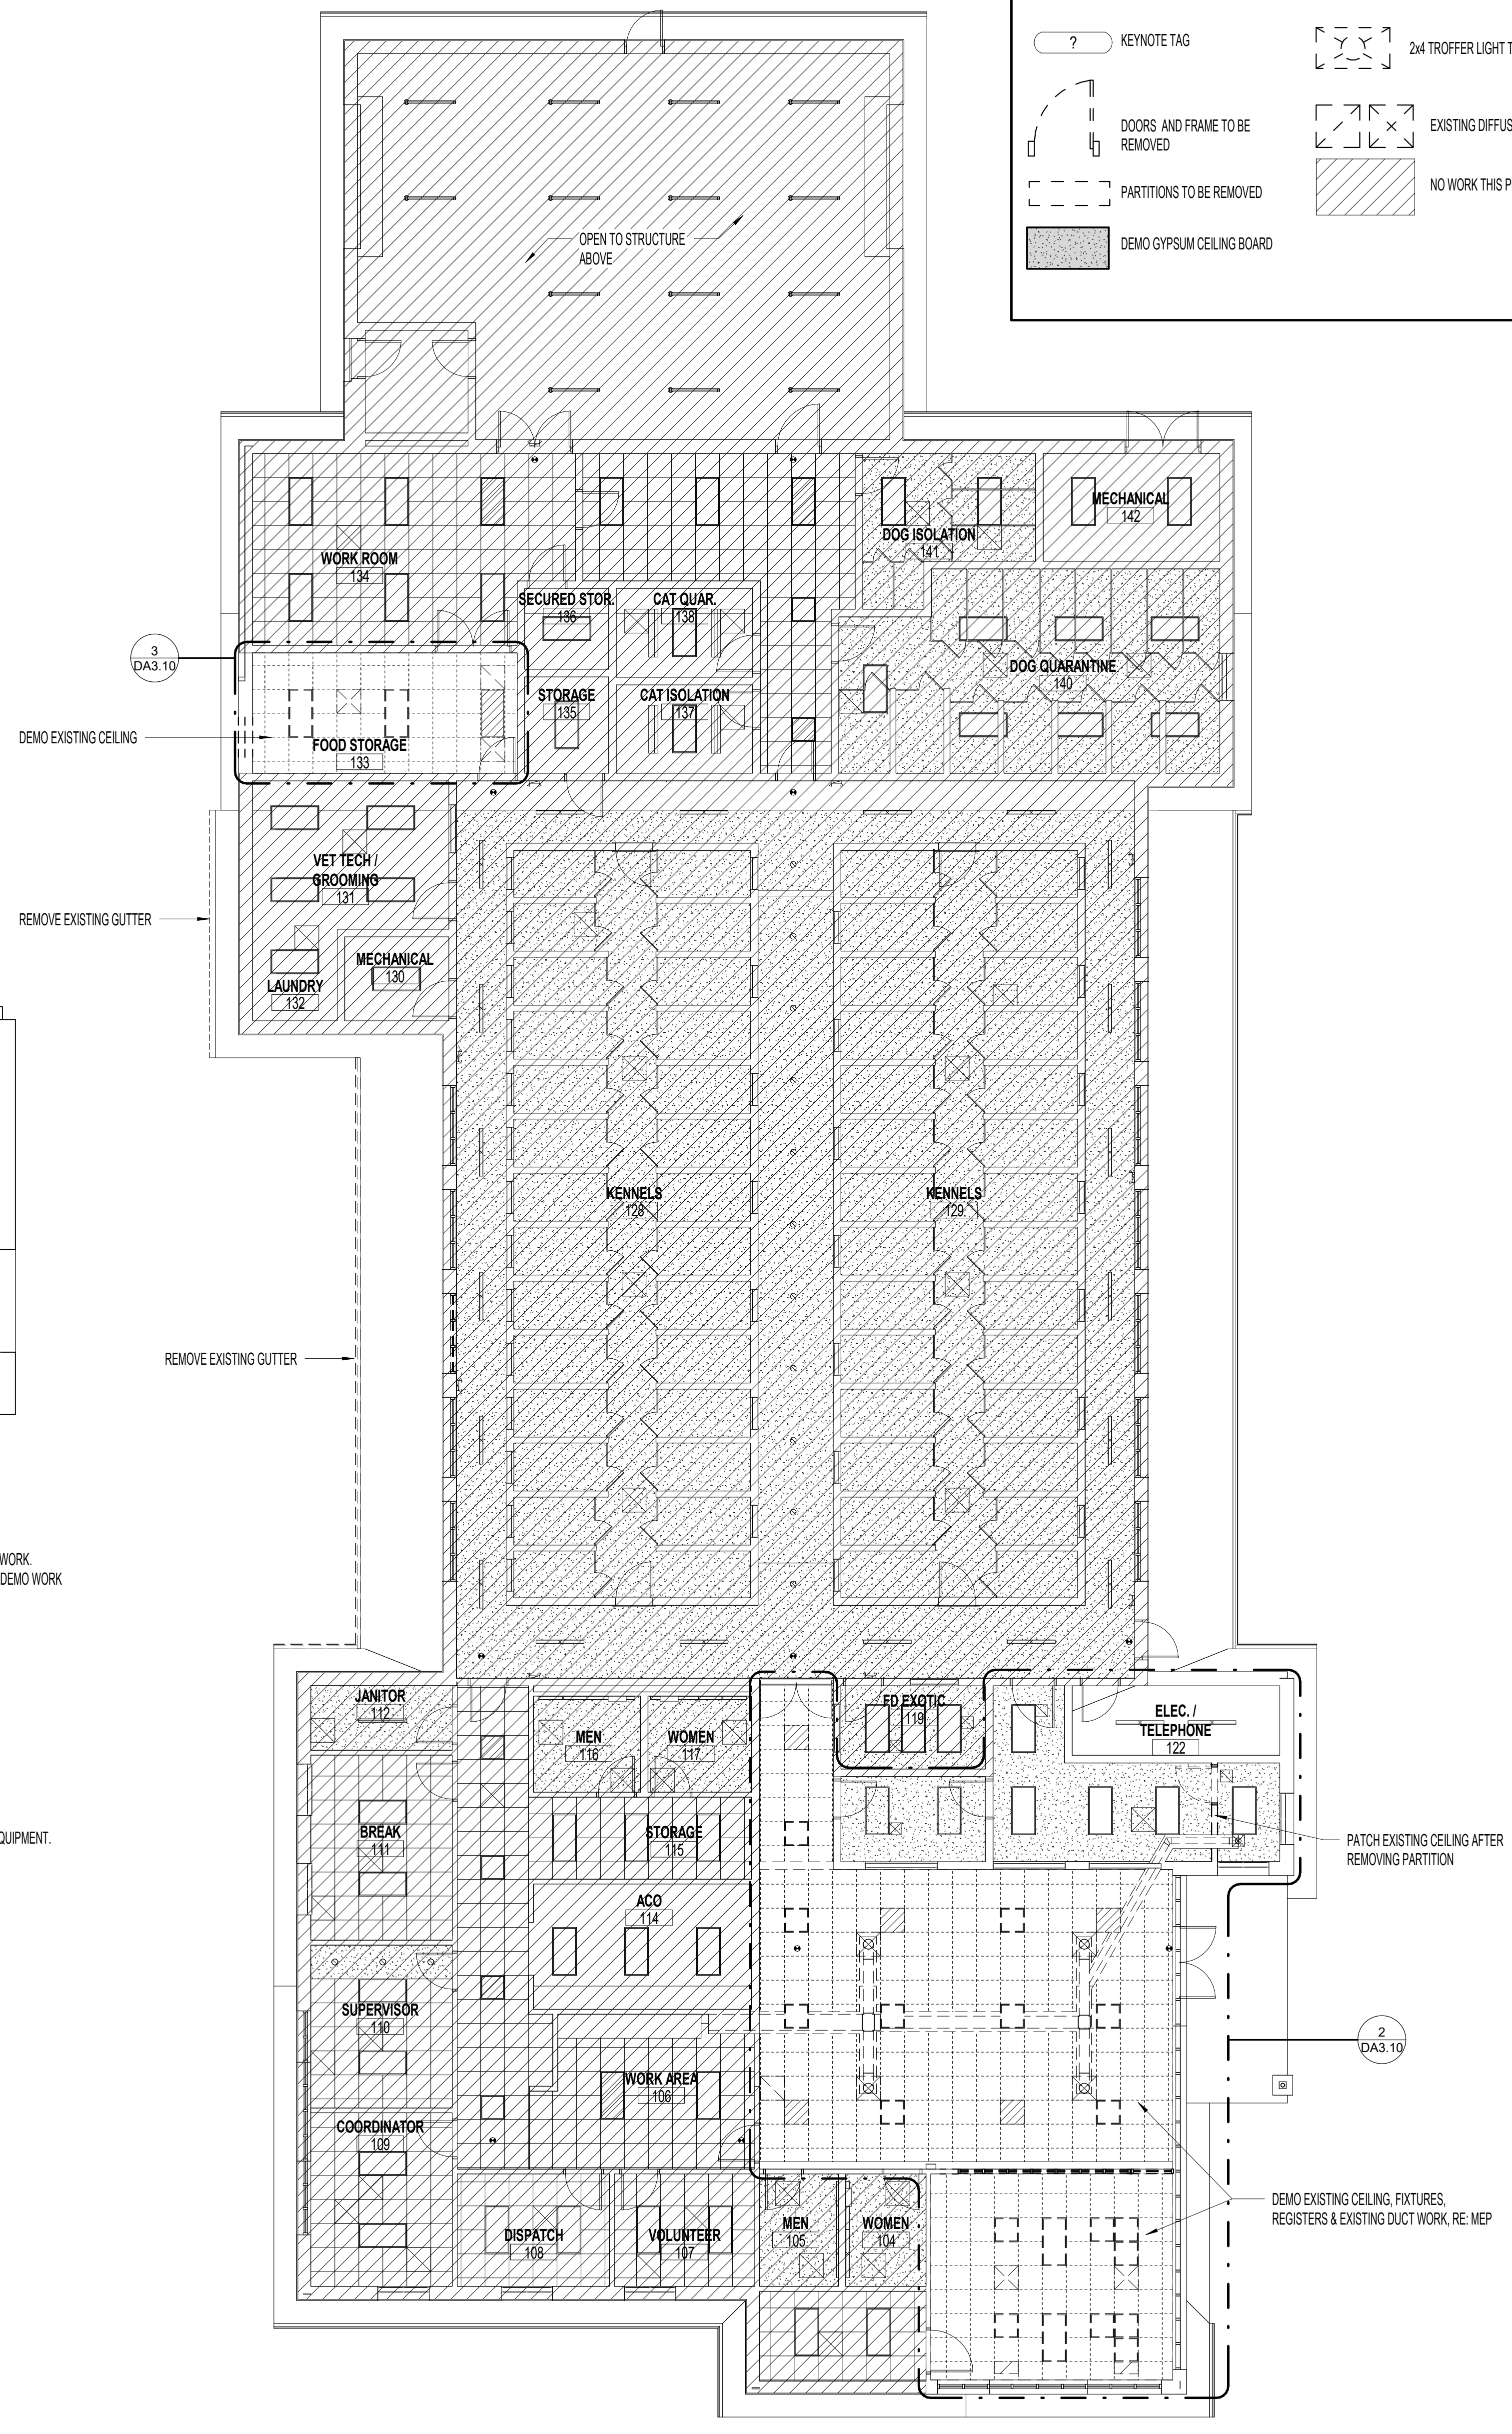 ?
KEYNOTE TAG
2x4 TROFFER LIGHT T
DOORS AND FRAME TO BE
REMOVED
EXISTING DIFFUS
PARTITIONS TO BE REMOVED
NO WORK THIS P
DEMO GYPSUM CEILING BOARD
OPEN TO STRUCTURE
ABOVE
MECHANICAL
142
DOG ISOLATION
141
WORK ROOM
134
SECURED STOR.
136
CAT QUAR.
138
3
DA3.10
DOG QUARANTINE
140
STORAGE
135
CAT ISOLATION
137
DEMO EXISTING CEILING
FOOD STORAGE
133
VET TECH /
GROOMING
131
REMOVE EXISTING GUTTER
MECHANICAL
130
LAUNDRY
132
KENNELS
128
KENNELS
129
REMOVE EXISTING GUTTER
WORK.
DEMO WORK
JANITOR
112
FD EXOTIC
119
ELEC. /
TELEPHONE
122
MEN
116
WOMEN
117
BREAK
111
STORAGE
115
QUIPMENT.
PATCH EXISTING CEILING AFTER
REMOVING PARTITION
ACO
114
SUPERVISOR
110
2
DA3.10
WORK AREA
106
COORDINATOR
109
DEMO EXISTING CEILING, FIXTURES,
REGISTERS & EXISTING DUCT WORK, RE: MEP
DISPATCH
108
VOLUNTEER
107
MEN
105
WOMEN
104